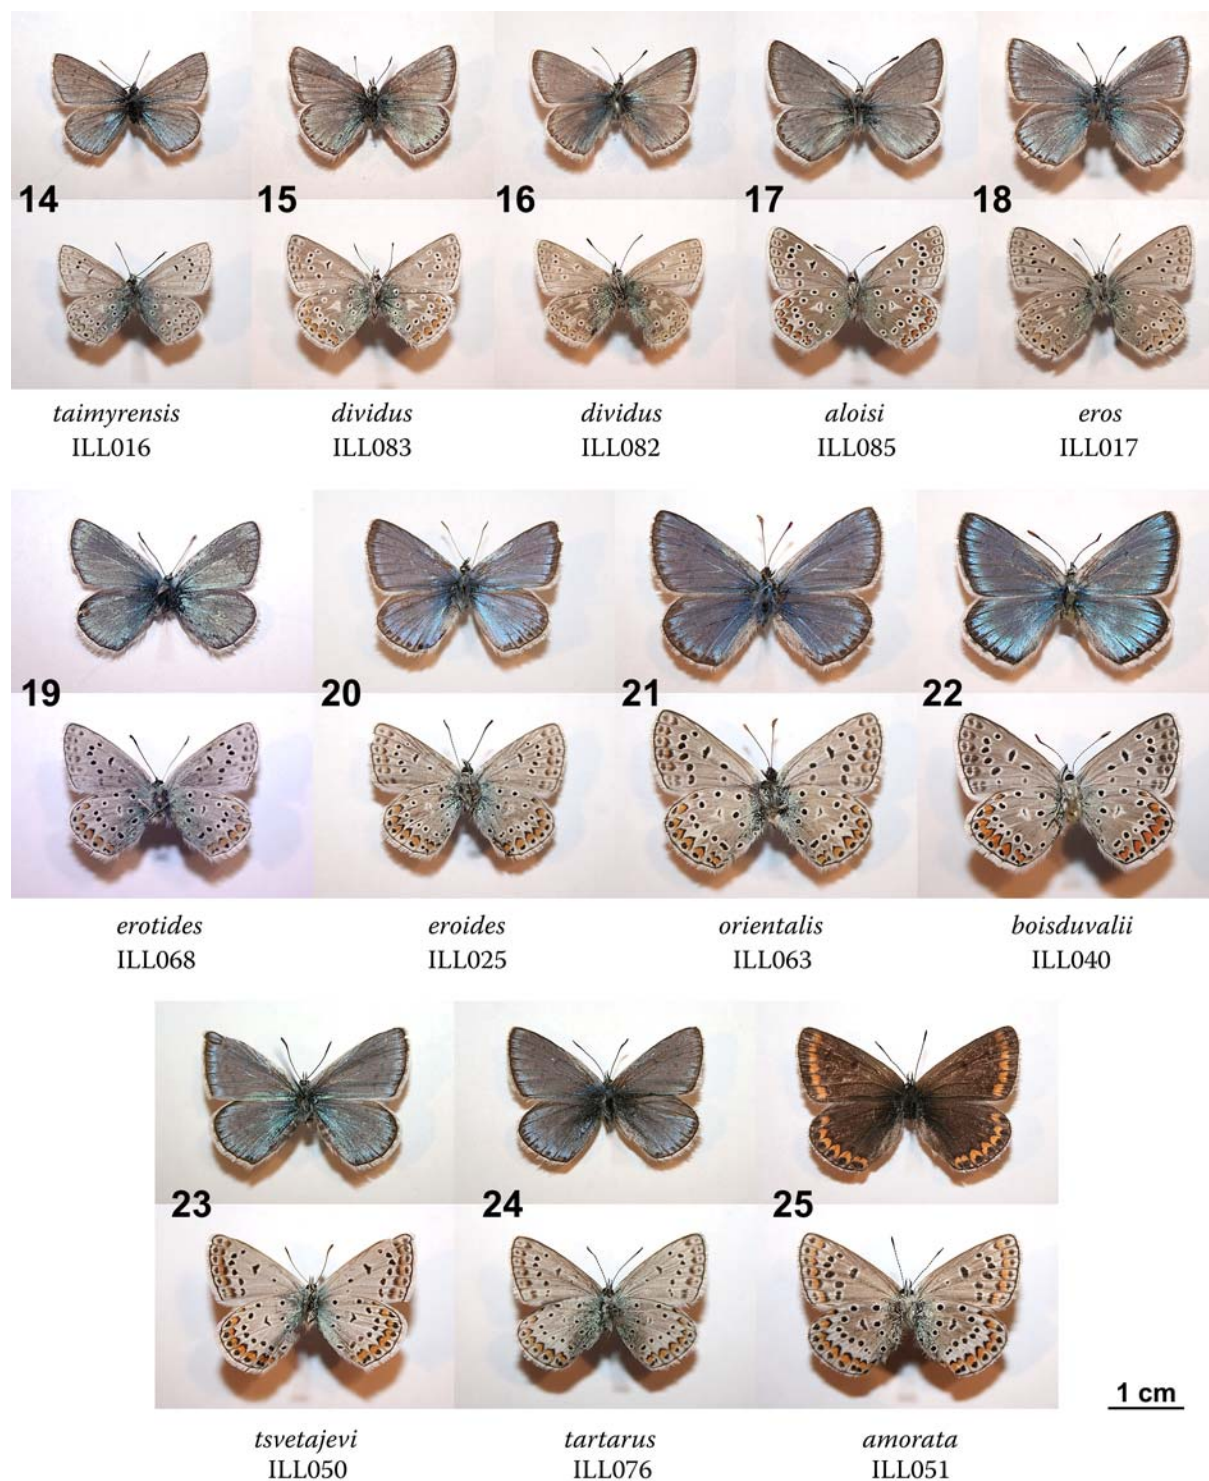 14 15 16 17 18
taimyrensis dividus dividus aloisi eros
ILL016 ILL083 ILL082 ILL085 ILL017
19 20 21 22
erotides eroides orientalis boisduvalii
ILL068 ILL025 ILL063 ILL040
23 24 25
1 cm
tsvetajevi tartarus amorata
ILL050 ILL076 ILL051